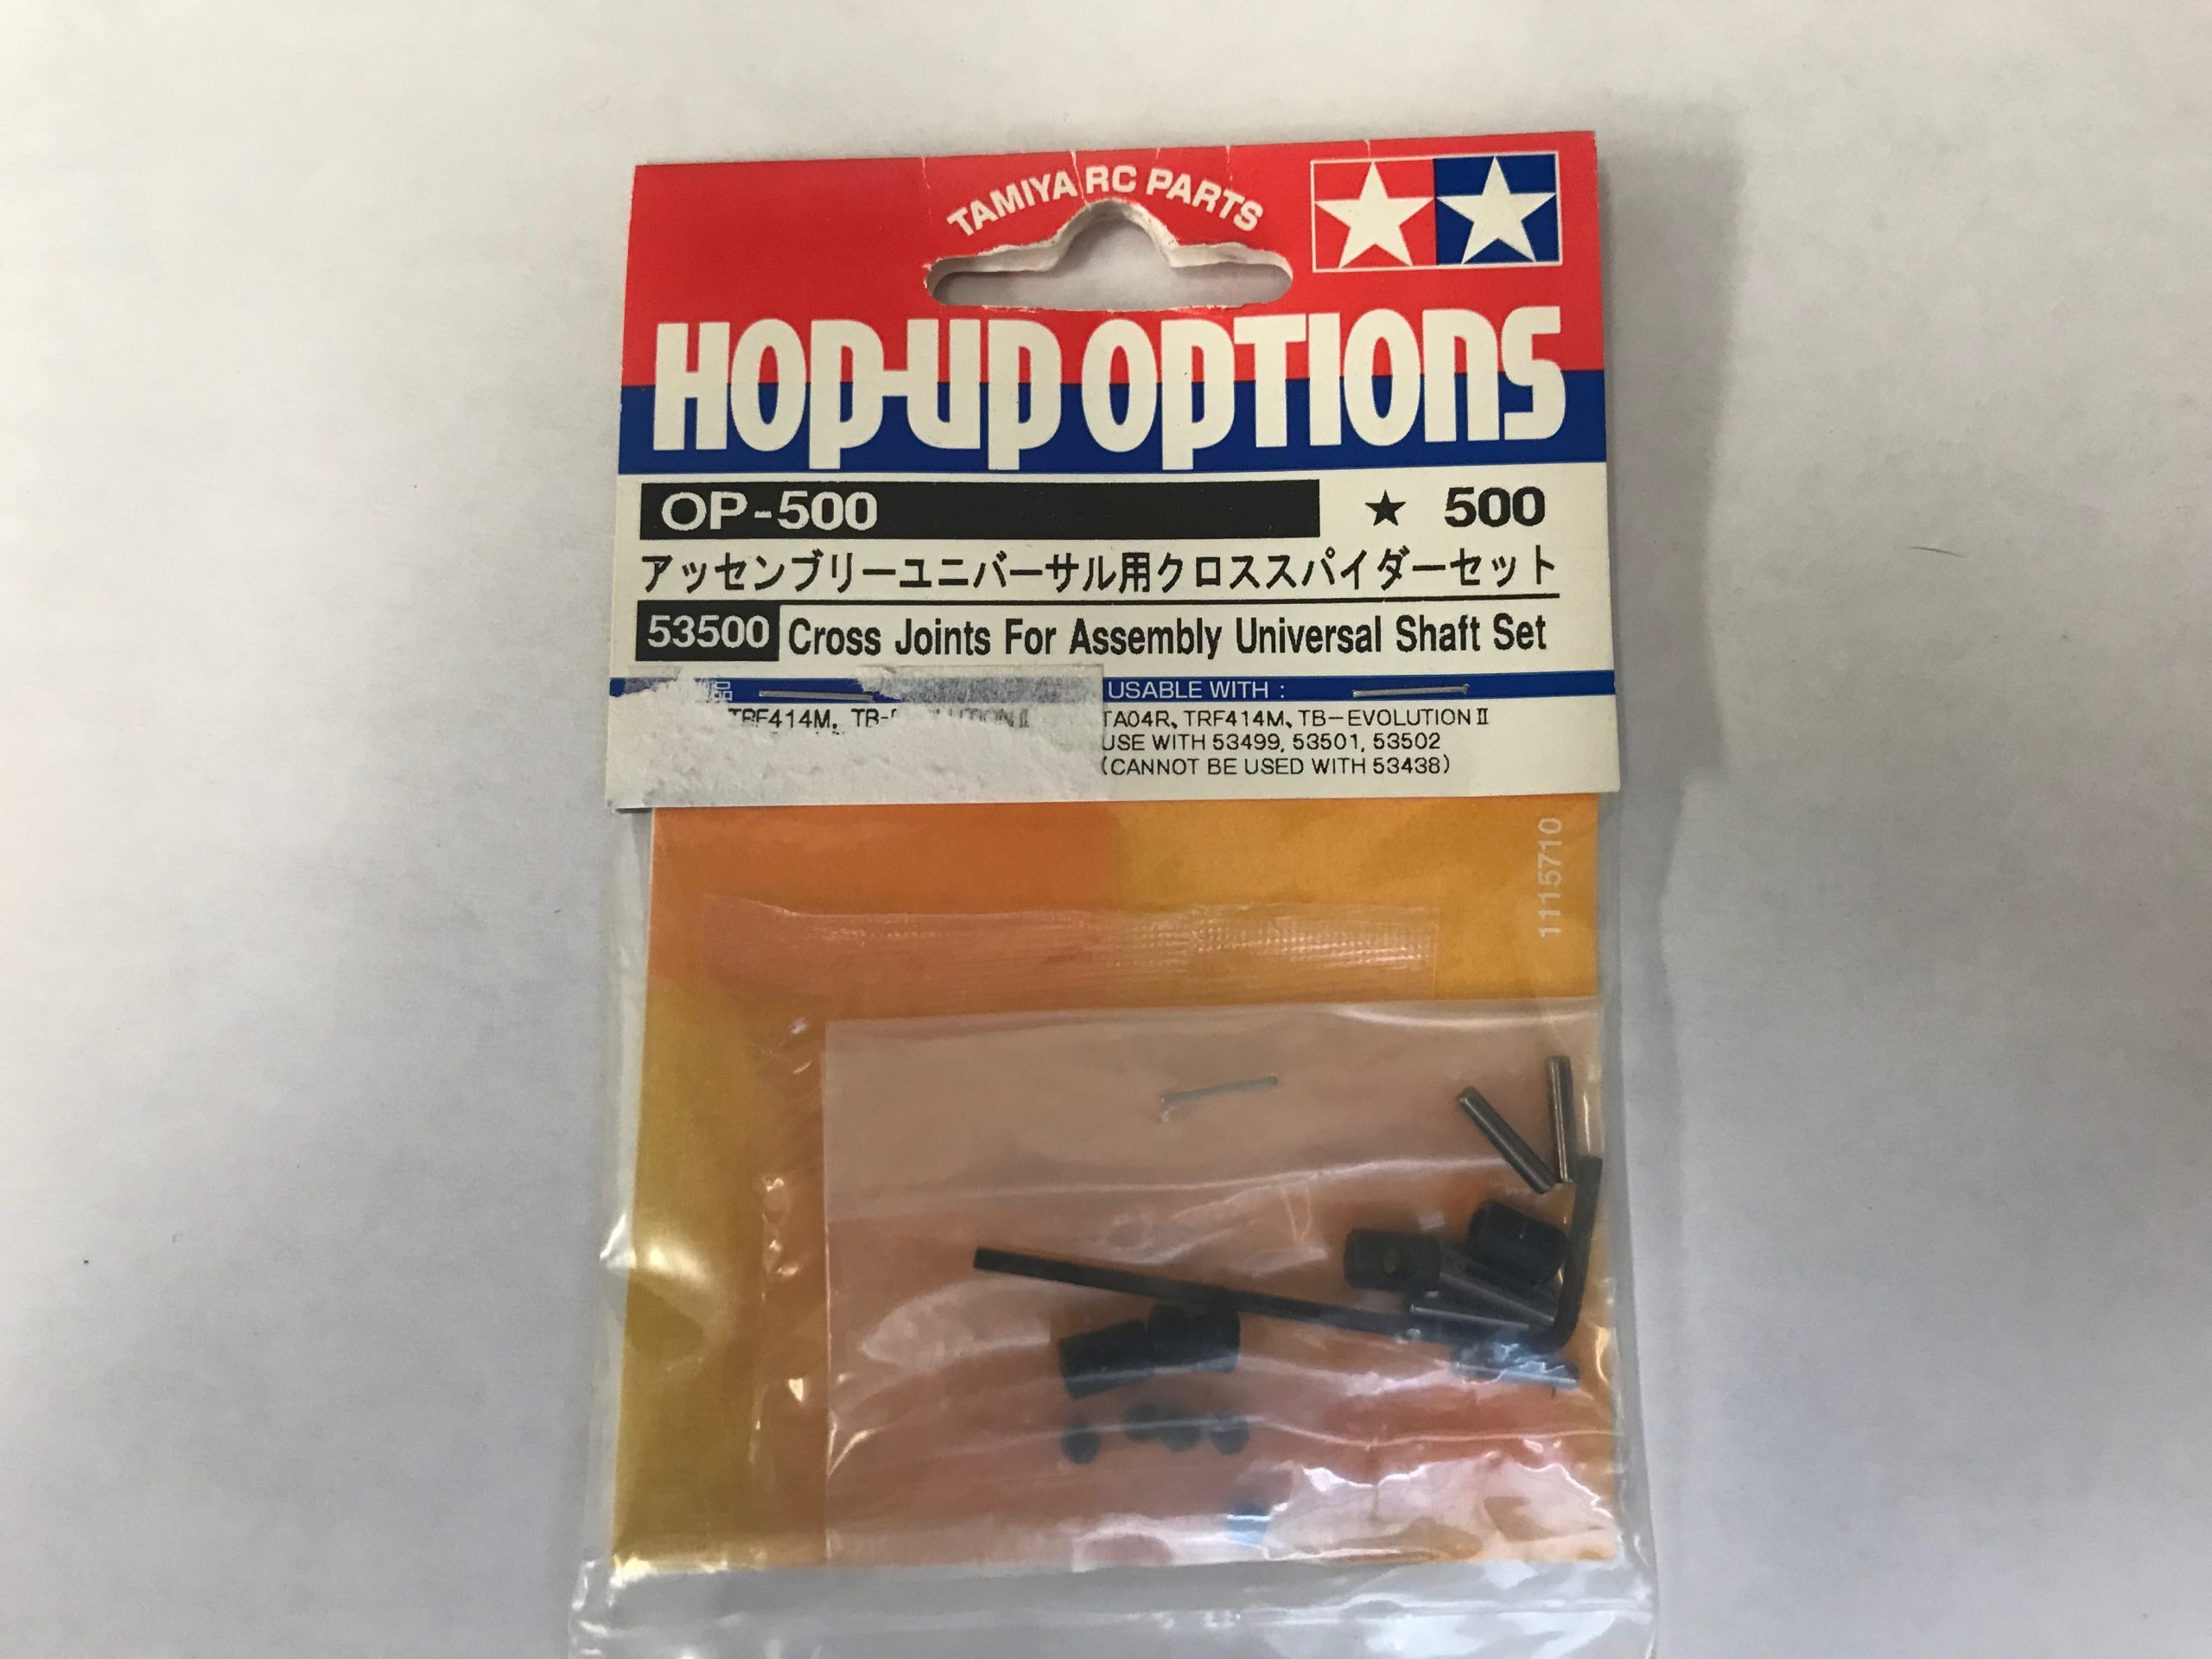 TAMIYA RC PARTS
HOP-UP OPTIONS
OP-500 ★ 500
アッセンブリーユニバーサル用クロススパイダーセット
53500 Cross Joints For Assembly Universal Shaft Set
品
USABLE WITH :
TRF414M, TB-
TA04R、TRF414M、TB-EVOLUTION II
USE WITH 53499, 53501, 53502
(CANNOT BE USED WITH 53438)
1115710